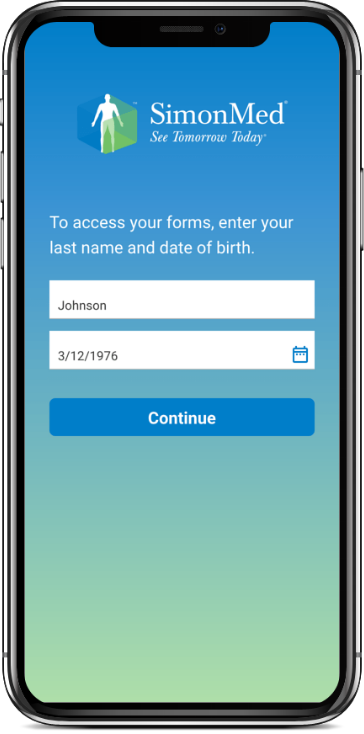 SimonMed®
See Tomorrow Today®
To access your forms, enter your
last name and date of birth.
Johnson
3/12/1976
Continue